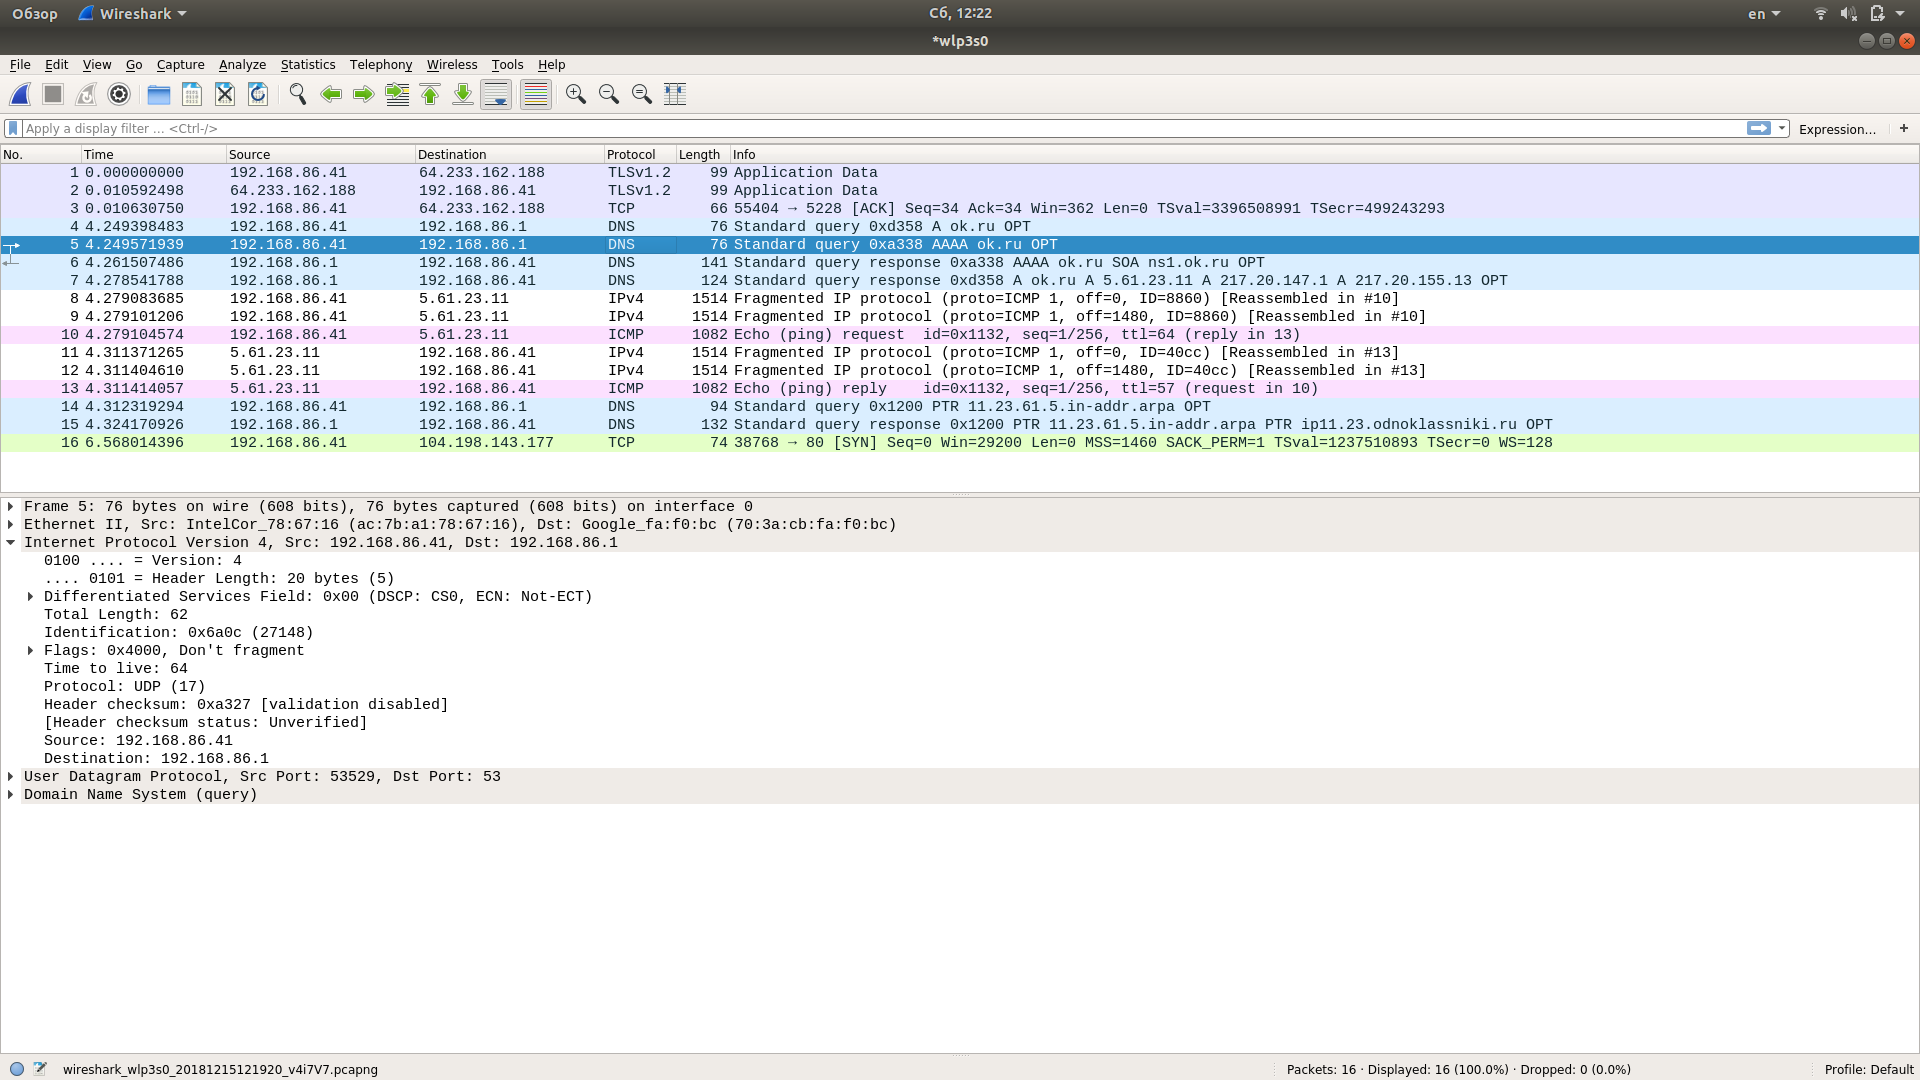 Обзор Wireshark Сб, 12:22 en
*wlp3s0
File Edit View Go Capture Analyze Statistics Telephony Wireless Tools Help
Apply a display filter ... <Ctrl-/> Expression... +
No. Time Source Destination Protocol Length Info
1 0.000000000 192.168.86.41 64.233.162.188 TLSv1.2 99 Application Data
2 0.010592498 64.233.162.188 192.168.86.41 TLSv1.2 99 Application Data
3 0.010630750 192.168.86.41 64.233.162.188 TCP 66 55404 → 5228 [ACK] Seq=34 Ack=34 Win=362 Len=0 TSval=3396508991 TSecr=499243293
4 4.249398483 192.168.86.41 192.168.86.1 DNS 76 Standard query 0xd358 A ok.ru OPT
5 4.249571939 192.168.86.41 192.168.86.1 DNS 76 Standard query 0xa338 AAAA ok.ru OPT
6 4.261507486 192.168.86.1 192.168.86.41 DNS 141 Standard query response 0xa338 AAAA ok.ru SOA ns1.ok.ru OPT
7 4.278541788 192.168.86.1 192.168.86.41 DNS 124 Standard query response 0xd358 A ok.ru A 5.61.23.11 A 217.20.147.1 A 217.20.155.13 OPT
8 4.279083685 192.168.86.41 5.61.23.11 IPv4 1514 Fragmented IP protocol (proto=ICMP 1, off=0, ID=8860) [Reassembled in #10]
9 4.279101206 192.168.86.41 5.61.23.11 IPv4 1514 Fragmented IP protocol (proto=ICMP 1, off=1480, ID=8860) [Reassembled in #10]
10 4.279104574 192.168.86.41 5.61.23.11 ICMP 1082 Echo (ping) request id=0x1132, seq=1/256, ttl=64 (reply in 13)
11 4.311371265 5.61.23.11 192.168.86.41 IPv4 1514 Fragmented IP protocol (proto=ICMP 1, off=0, ID=40cc) [Reassembled in #13]
12 4.311404610 5.61.23.11 192.168.86.41 IPv4 1514 Fragmented IP protocol (proto=ICMP 1, off=1480, ID=40cc) [Reassembled in #13]
13 4.311414057 5.61.23.11 192.168.86.41 ICMP 1082 Echo (ping) reply id=0x1132, seq=1/256, ttl=57 (request in 10)
14 4.312319294 192.168.86.41 192.168.86.1 DNS 94 Standard query 0x1200 PTR 11.23.61.5.in-addr.arpa OPT
15 4.324170926 192.168.86.1 192.168.86.41 DNS 132 Standard query response 0x1200 PTR 11.23.61.5.in-addr.arpa PTR ip11.23.odnoklassniki.ru OPT
16 6.568014396 192.168.86.41 104.198.143.177 TCP 74 38768 → 80 [SYN] Seq=0 Win=29200 Len=0 MSS=1460 SACK_PERM=1 TSval=1237510893 TSecr=0 WS=128
Frame 5: 76 bytes on wire (608 bits), 76 bytes captured (608 bits) on interface 0
Ethernet II, Src: IntelCor_78:67:16 (ac:7b:a1:78:67:16), Dst: Google_fa:f0:bc (70:3a:cb:fa:f0:bc)
Internet Protocol Version 4, Src: 192.168.86.41, Dst: 192.168.86.1
0100 .... = Version: 4
.... 0101 = Header Length: 20 bytes (5)
Differentiated Services Field: 0x00 (DSCP: CS0, ECN: Not-ECT)
Total Length: 62
Identification: 0x6a0c (27148)
Flags: 0x4000, Don't fragment
Time to live: 64
Protocol: UDP (17)
Header checksum: 0xa327 [validation disabled]
[Header checksum status: Unverified]
Source: 192.168.86.41
Destination: 192.168.86.1
User Datagram Protocol, Src Port: 53529, Dst Port: 53
Domain Name System (query)
wireshark_wlp3s0_20181215121920_v4i7V7.pcapng Packets: 16 · Displayed: 16 (100.0%) · Dropped: 0 (0.0%) Profile: Default